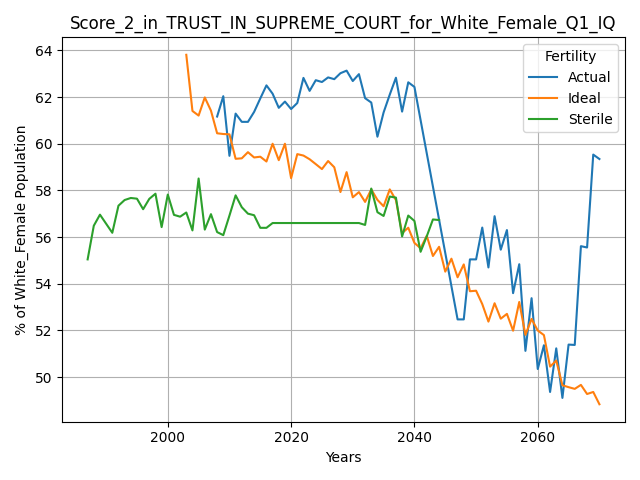 Score_2_in_TRUST_IN_SUPREME_COURT_for_White_Female_Q1_IQ
Fertility
Actual
Ideal
Sterile
% of White_Female Population
64
62
60
58
56
54
52
50
2000
2020
2040
2060
Years